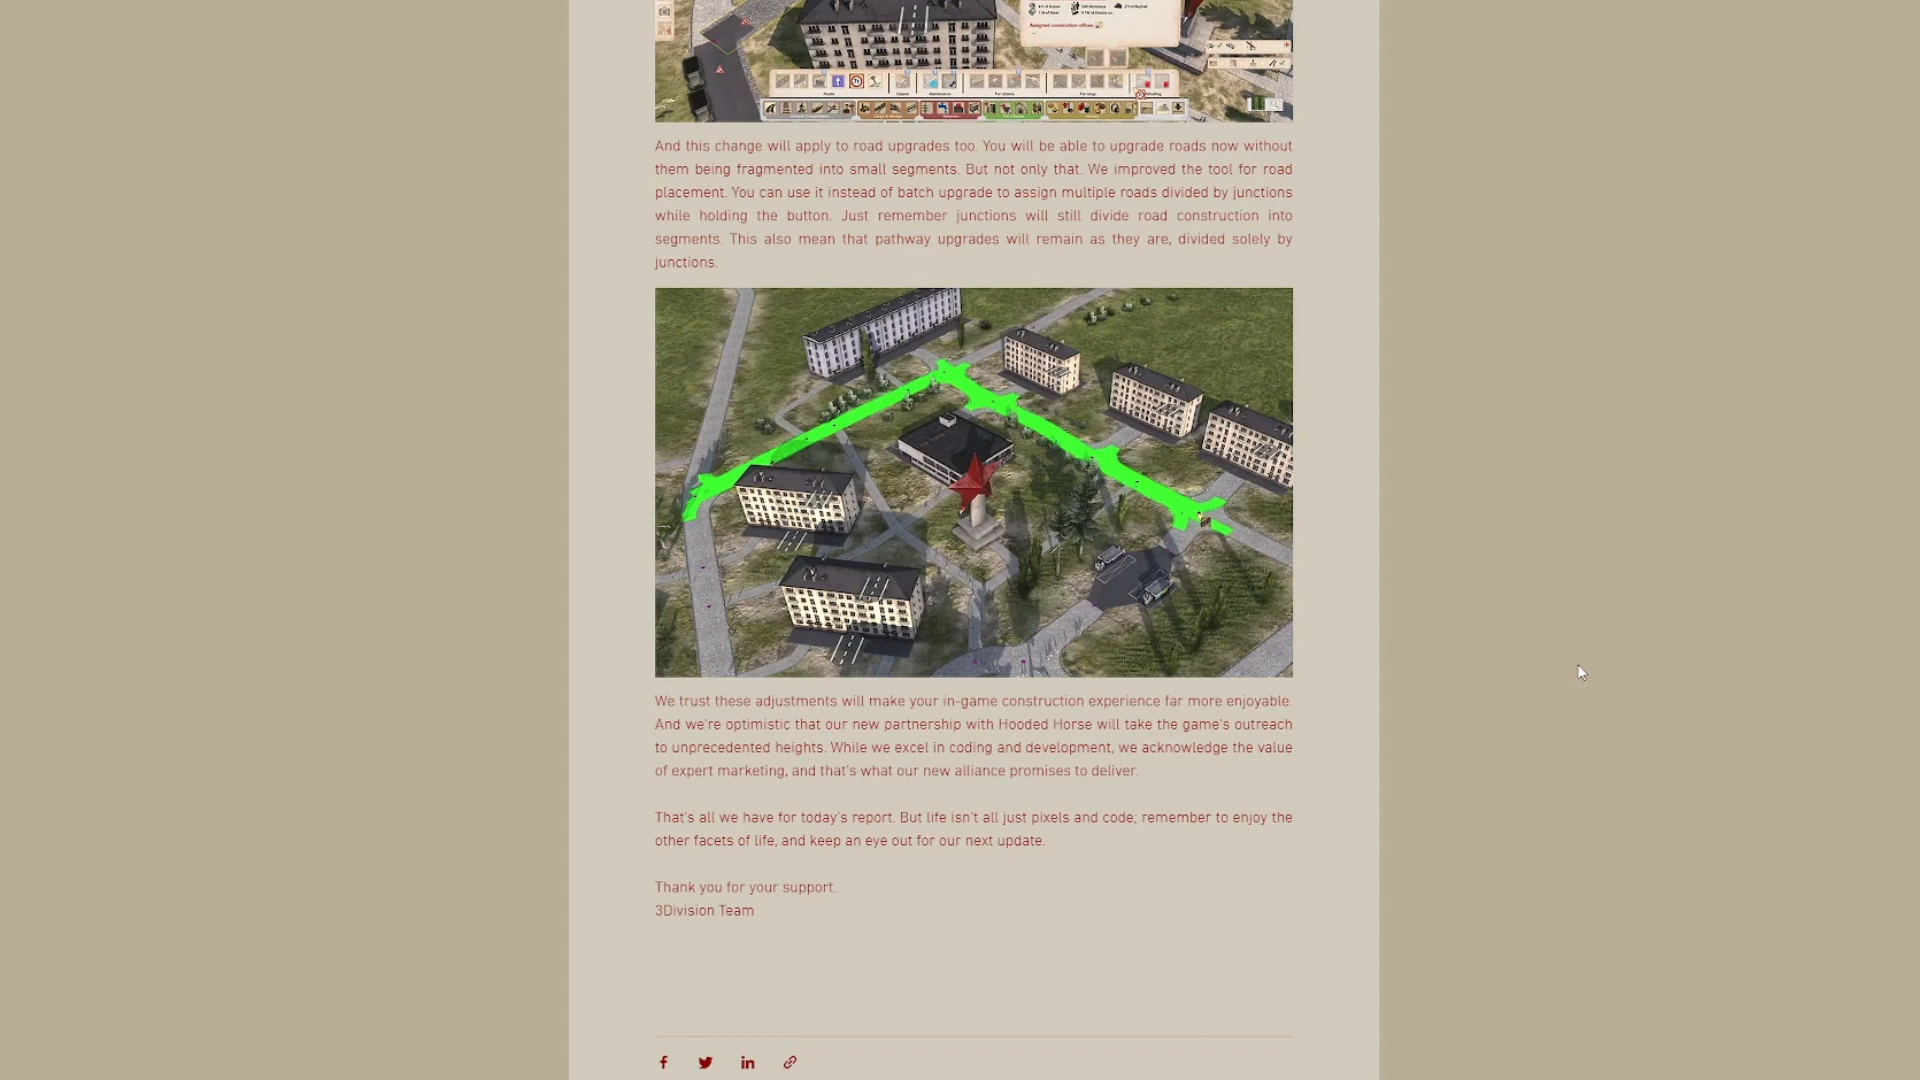 And this change will apply to road upgrades too. You will be able to upgrade roads now without
them being fragmented into small segments. But not only that. We improved the tool for road
placement. You can use it instead of batch upgrade to assign multiple roads divided by junctions
while holding the button. Just remember junctions will still divide road construction into
segments. This also mean that pathway upgrades will remain as they are, divided solely by
junctions.
We trust these adjustments will make your in-game construction experience far more enjoyable.
And we're optimistic that our new partnership with Hooded Horse will take the game's outreach
to unprecedented heights. While we excel in coding and development, we acknowledge the value
of expert marketing, and that's what our new alliance promises to deliver.
That's all we have for today's report. But life isn't all just pixels and code; remember to enjoy the
other facets of life, and keep an eye out for our next update.
Thank you for your support.
3Division Team